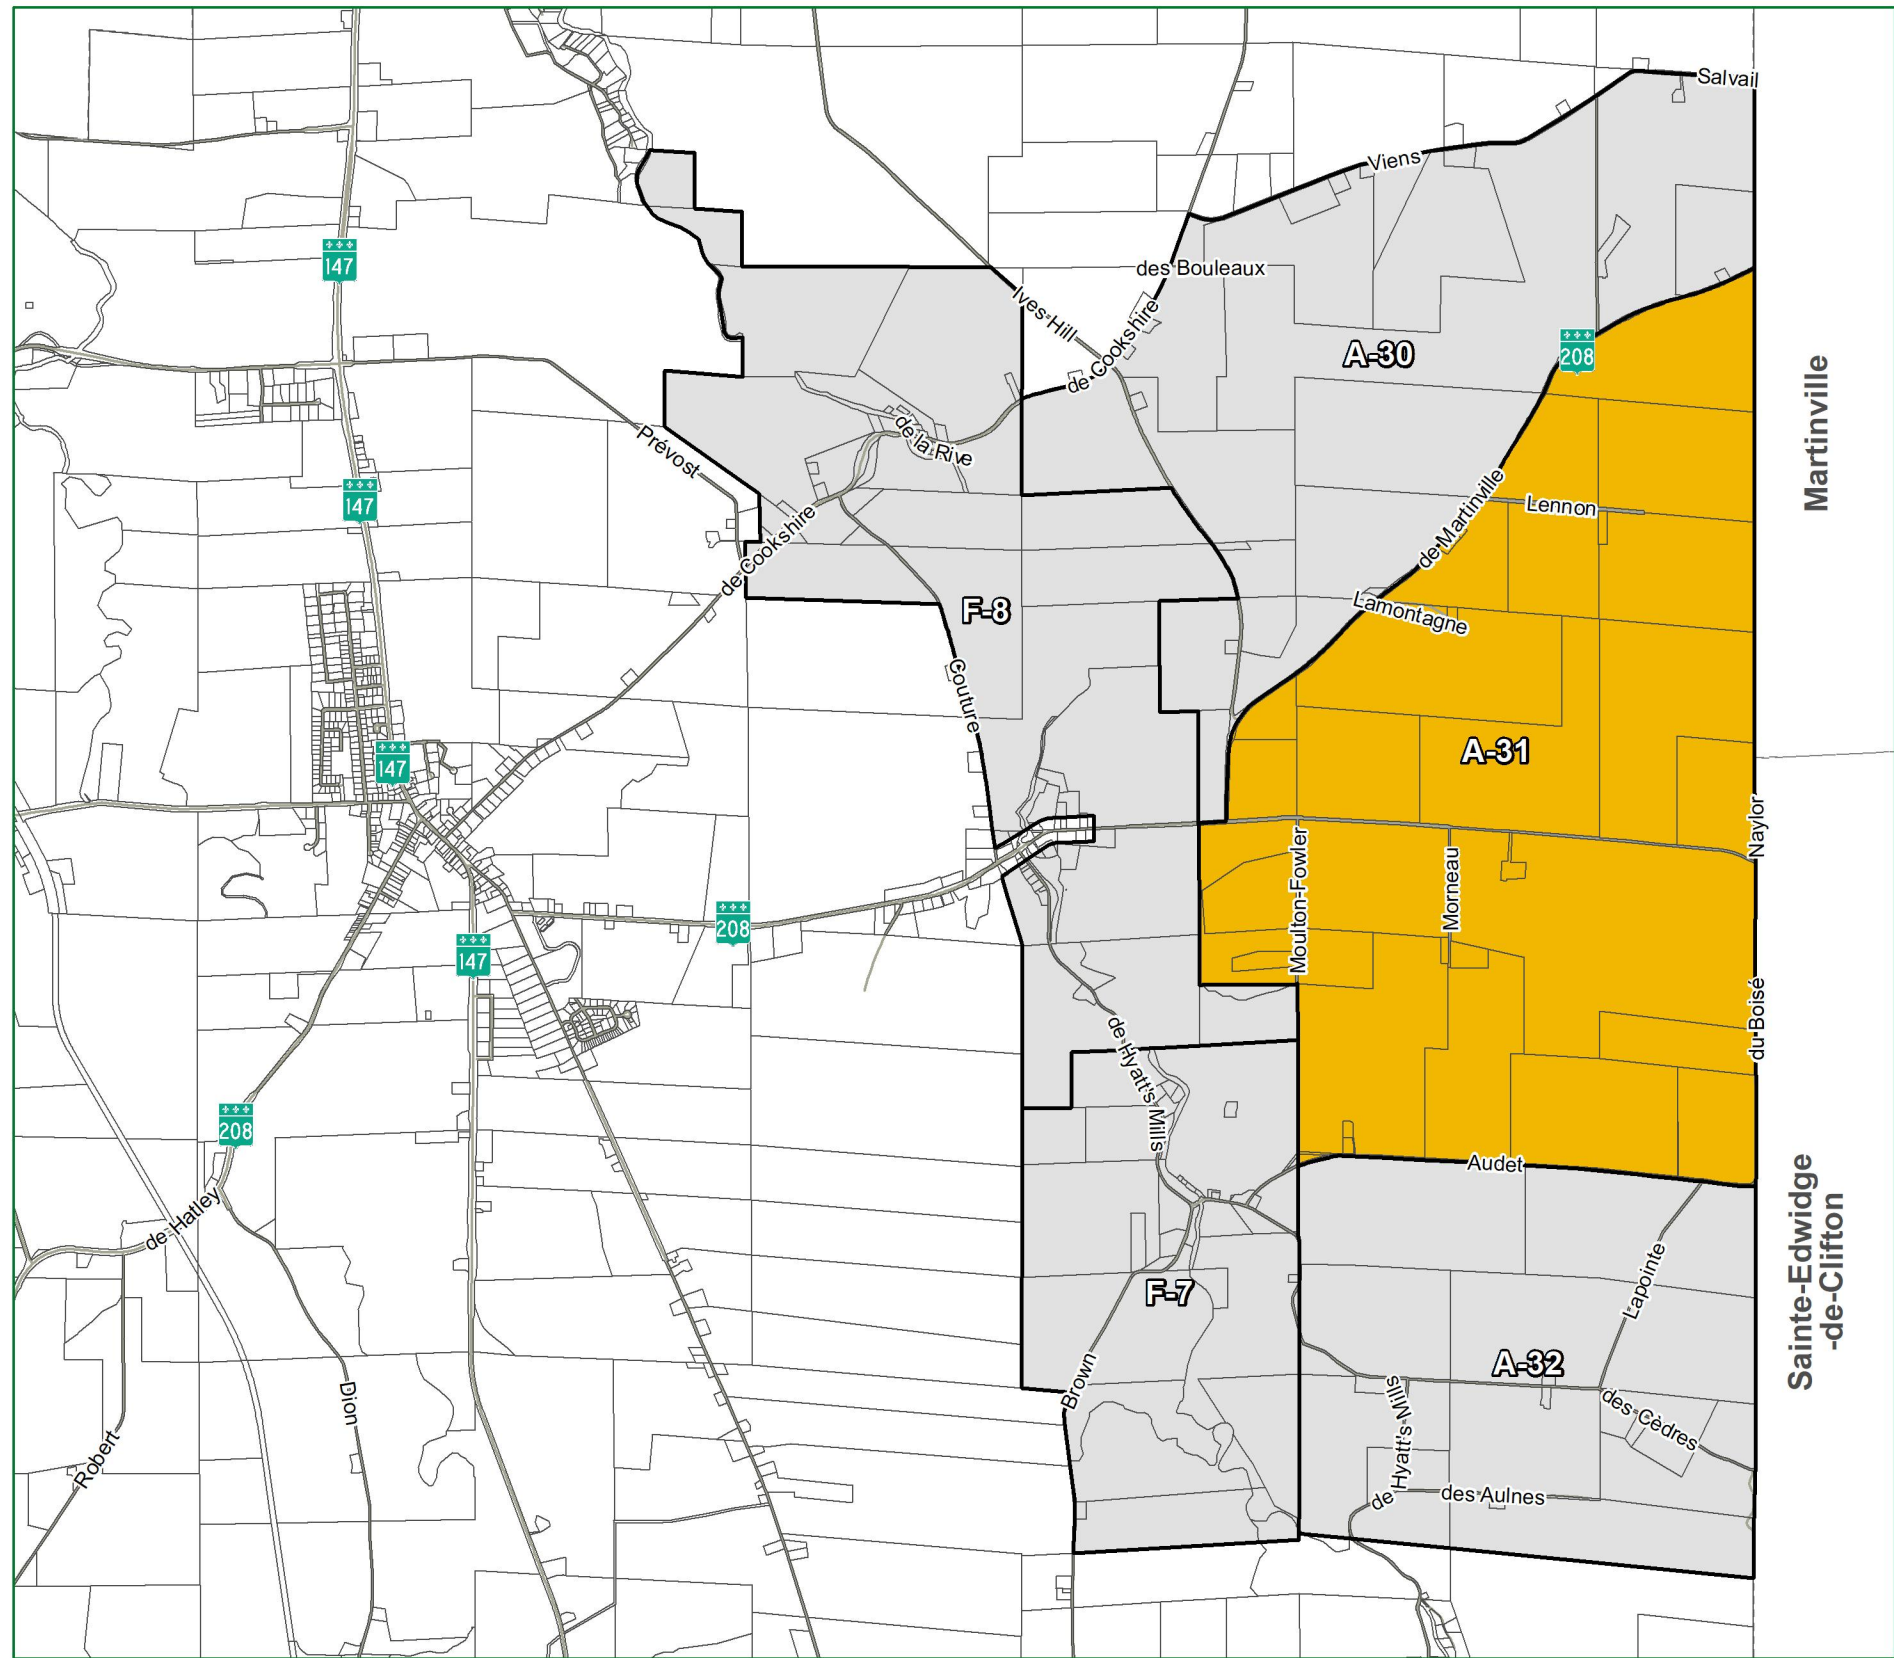 Salvail
Viens
147
des Bouleaux
Ives Hill
de Cookshire
A-30
208
Martinville
de la Rive
Prévost
147
de Martinville
Lennon
de Cookshire
F-8
Lamontagne
Couture
147
A-31
Naylor
Moulton-Fowler
Morneau
208
147
du Boisé
de Hyatt's Mills
208
Audet
de Hatley
Sainte-Edwidge
-de-Clifton
Lapointe
F-7
A-32
Brown
Dion
de Hyatt's Mills
des Cèdres
Robert
des Aulnes